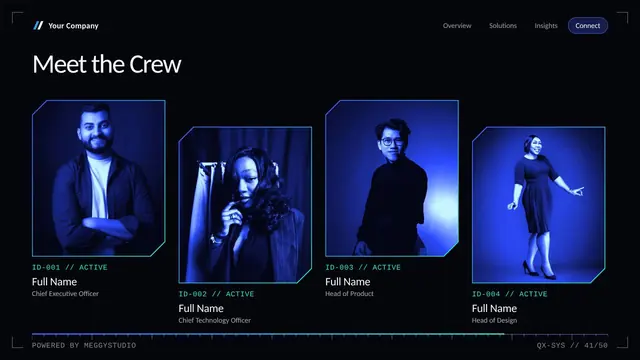 Your Company
Overview
Solutions
Insights
Connect
Meet the Crew
ID-001 // ACTIVE
Full Name
Chief Executive Officer
ID-002 // ACTIVE
Full Name
Chief Technology Officer
ID-003 // ACTIVE
Full Name
Head of Product
ID-004 // ACTIVE
Full Name
Head of Design
POWERED BY MEGGYSTUDIO
QX-SYS // 41/50